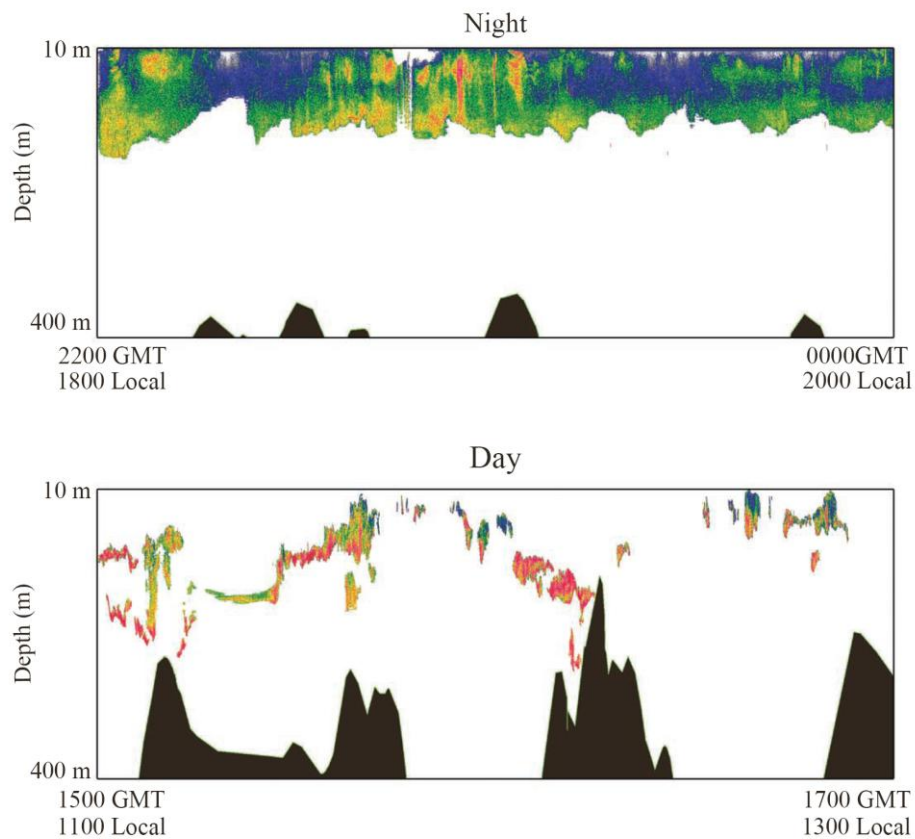 Night
10 m
Depth (m)
400 m
2200 GMT
0000GMT
1800 Local
2000 Local
Day
10 m
Depth (m)
400 m
1500 GMT
1700 GMT
1100 Local
1300 Local